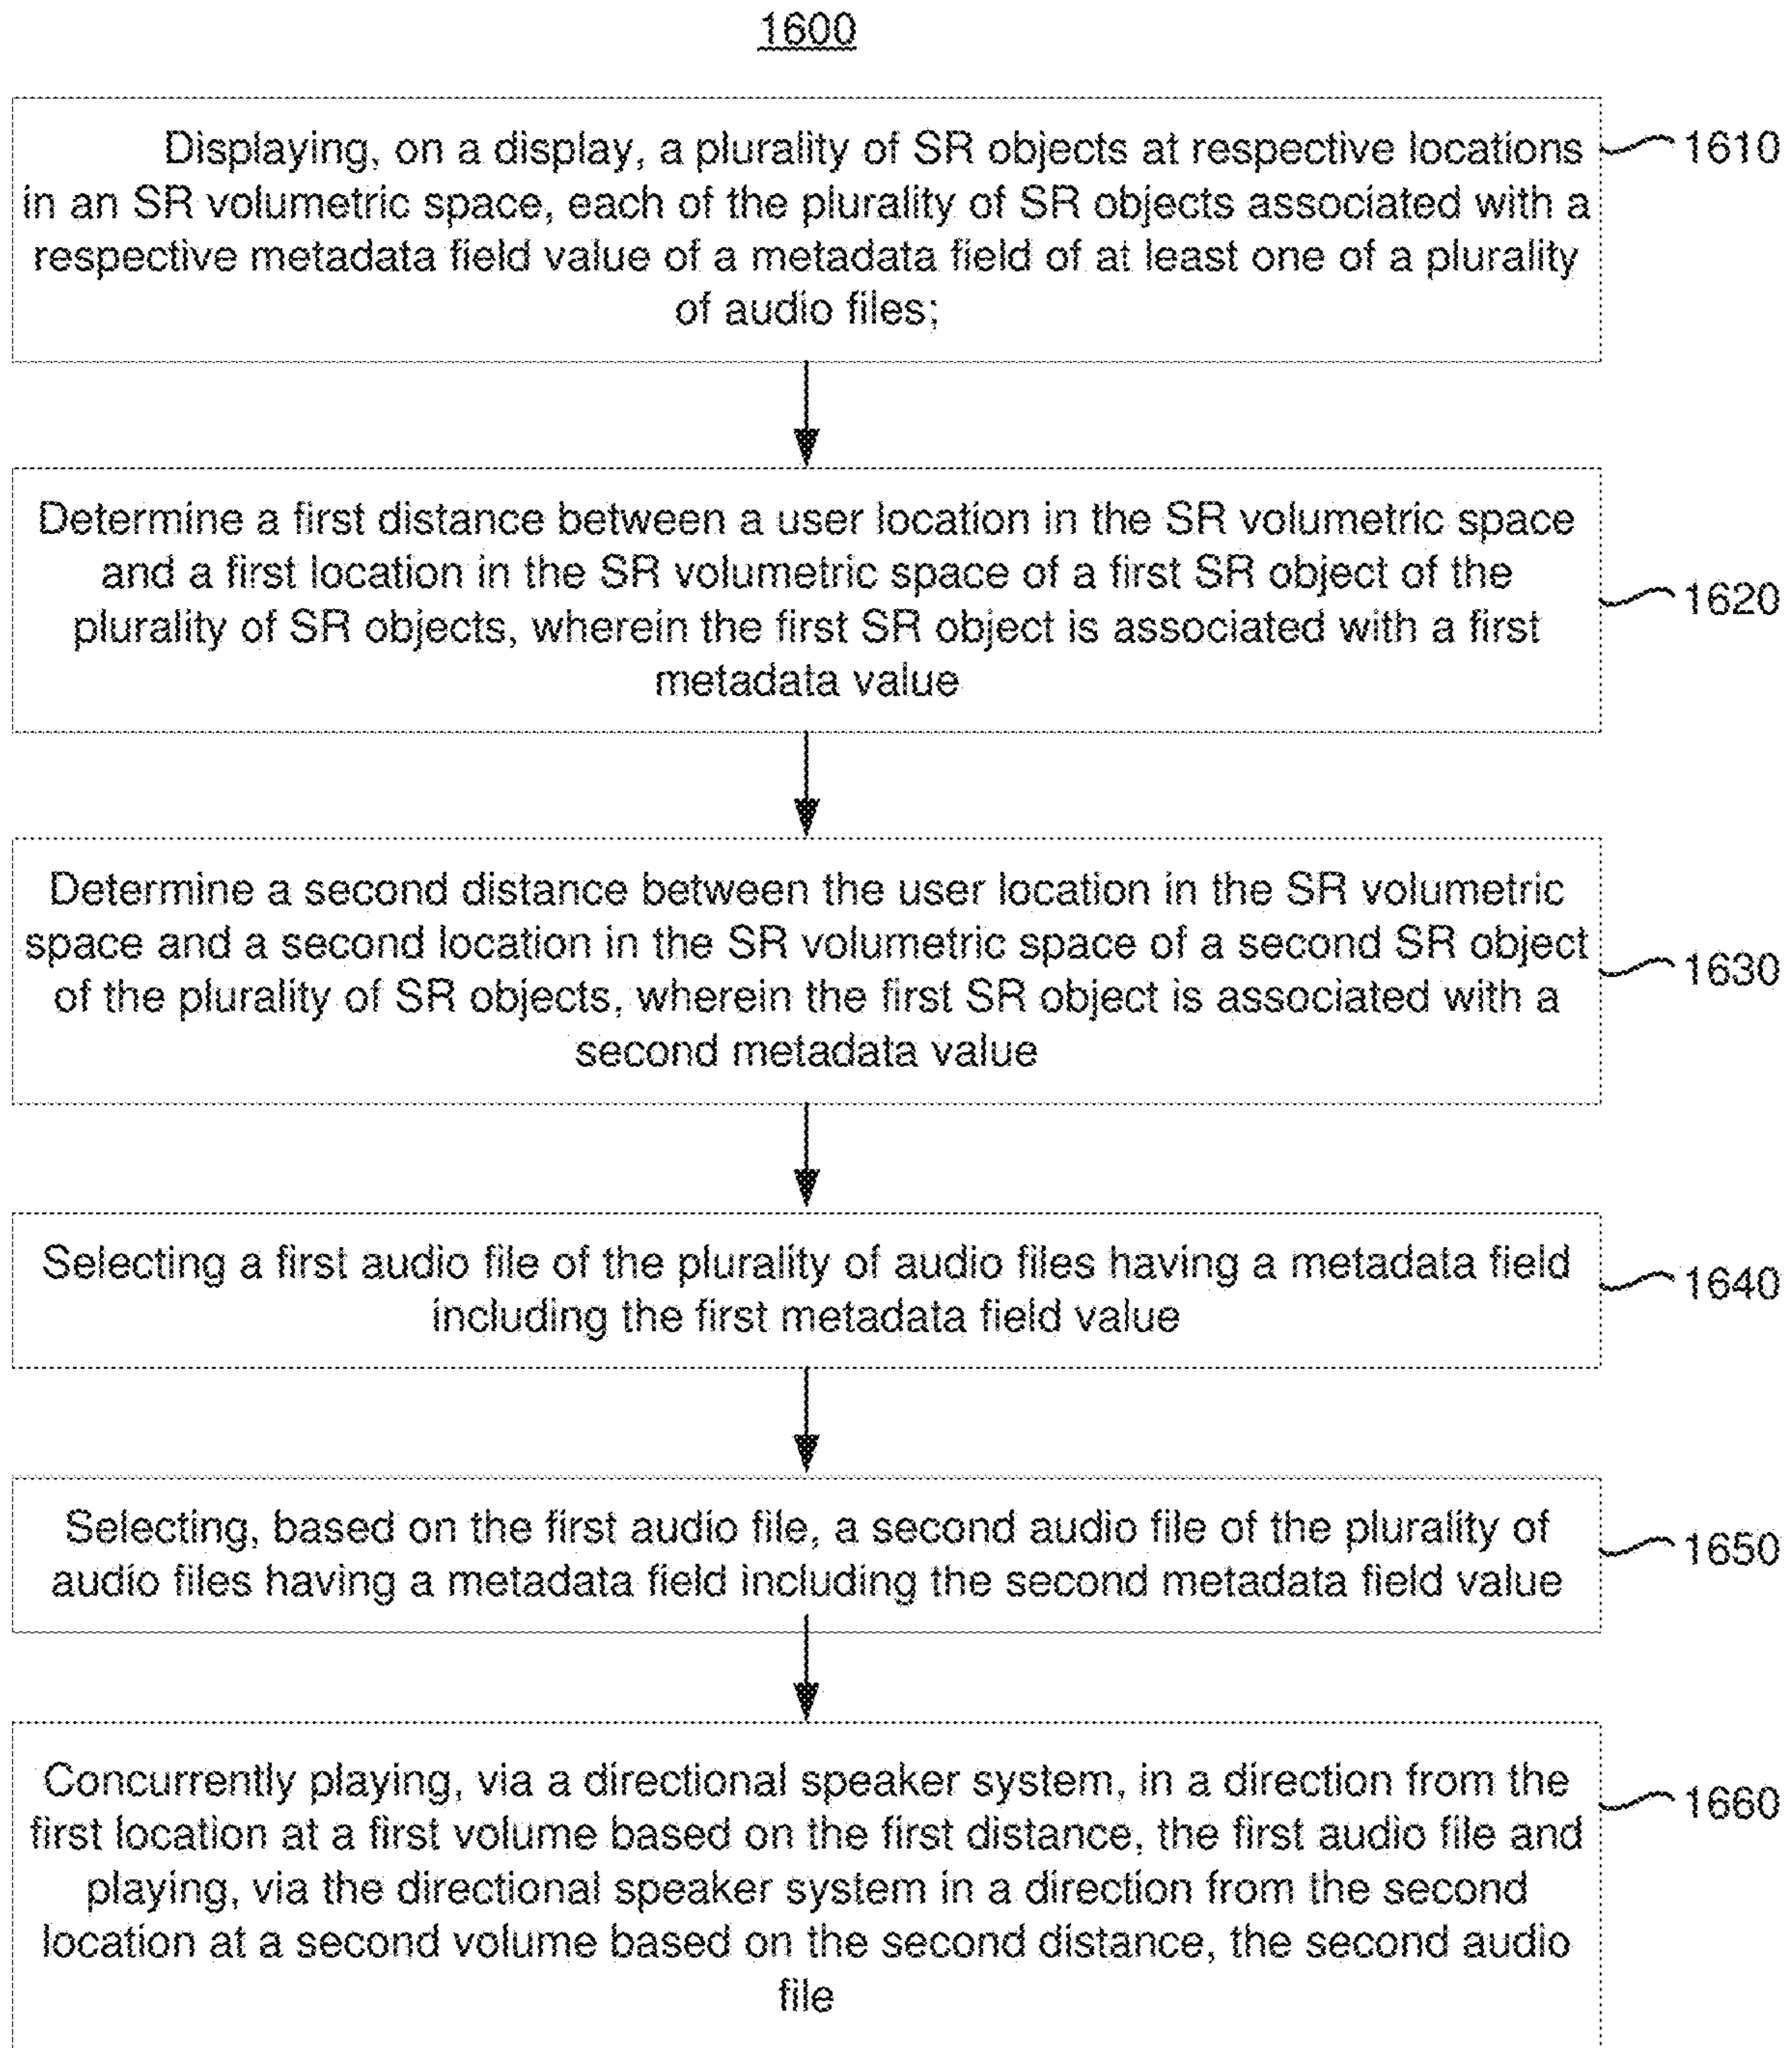 1600
Displaying, on a display, a plurality of SR objects at respective locations
in an SR volumetric space, each of the plurality of SR objects associated with a
respective metadata field value of a metadata field of at least one of a plurality
of audio files;
1610
Determine a first distance between a user location in the SR volumetric space
and a first location in the SR volumetric space of a first SR object of the
plurality of SR objects, wherein the first SR object is associated with a first
metadata value
1620
Determine a second distance between the user location in the SR volumetric
space and a second location in the SR volumetric space of a second SR object
of the plurality of SR objects, wherein the first SR object is associated with a
second metadata value
1630
Selecting a first audio file of the plurality of audio files having a metadata field
including the first metadata field value
1640
Selecting, based on the first audio file, a second audio file of the plurality of
audio files having a metadata field including the second metadata field value
1650
Concurrently playing, via a directional speaker system, in a direction from the
first location at a first volume based on the first distance, the first audio file and
playing, via the directional speaker system in a direction from the second
location at a second volume based on the second distance, the second audio
file
1660